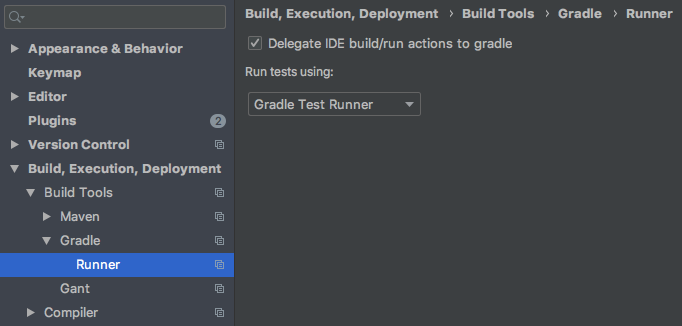 Appearance & Behavior
Keymap
Editor
Plugins 2
Version Control
Build, Execution, Deployment
Build Tools
Maven
Gradle
Runner
Gant
Compiler
Build, Execution, Deployment › Build Tools › Gradle › Runner
Delegate IDE build/run actions to gradle
Run tests using:
Gradle Test Runner